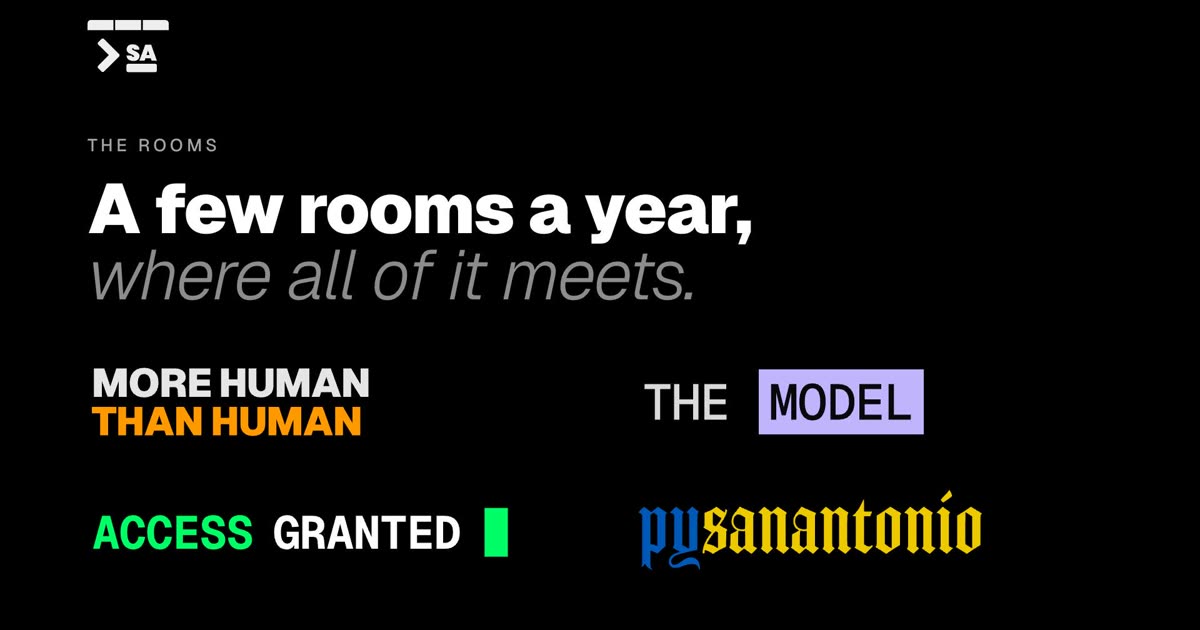 SA
THE ROOMS
A few rooms a year,
where all of it meets.
MORE HUMAN
THAN HUMAN
THE MODEL
ACCESS GRANTED
pysanantonío